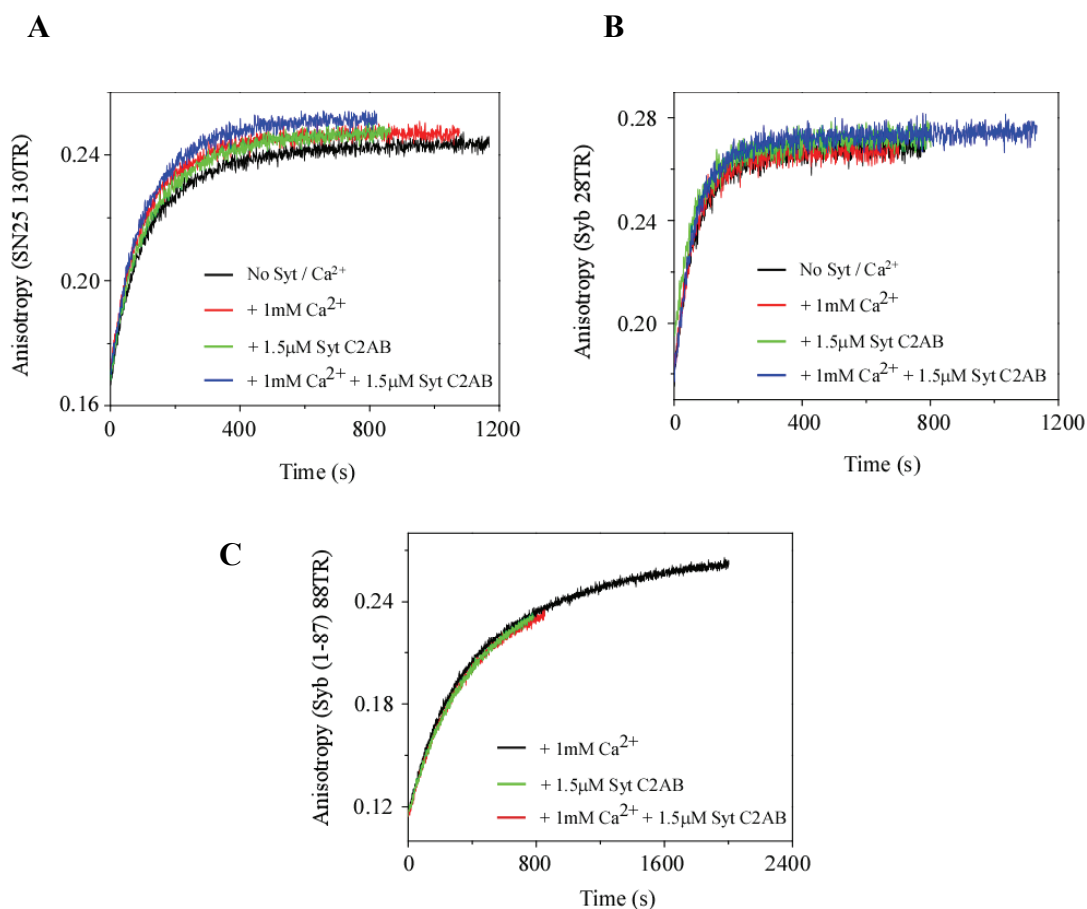 A
Anisotropy (SN25 130TR)
0.24
0.20
0.16
No Syt / Ca²⁺
+ 1mM Ca²⁺
+ 1.5μM Syt C2AB
+ 1mM Ca²⁺ + 1.5μM Syt C2AB
0 400 800 1200
Time (s)
B
Anisotropy (Syb 28TR)
0.28
0.24
0.20
No Syt / Ca²⁺
+ 1mM Ca²⁺
+ 1.5μM Syt C2AB
+ 1mM Ca²⁺ + 1.5μM Syt C2AB
0 400 800 1200
Time (s)
C
Anisotropy (Syb (1-87) 88TR)
0.24
0.18
0.12
+ 1mM Ca²⁺
+ 1.5μM Syt C2AB
+ 1mM Ca²⁺ + 1.5μM Syt C2AB
0 800 1600 2400
Time (s)